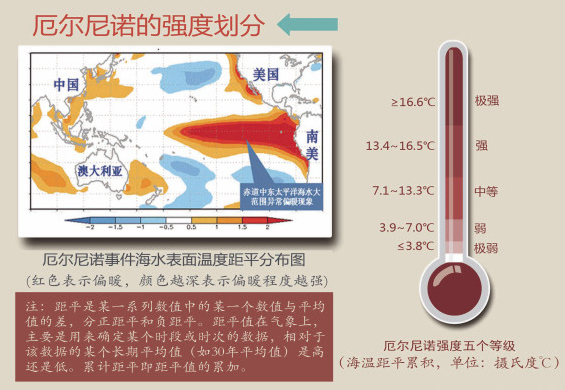 厄尔尼诺的强度划分
中国
美国
南美
澳大利亚
赤道中东太平洋海水大
范围异常偏暖现象
-2 -1.5 -1 -0.5 0.5 1 1.5 2
厄尔尼诺事件海水表面温度距平分布图
(红色表示偏暖，颜色越深表示偏暖程度越强)
注：距平是某一系列数值中的某一个数值与平均
值的差，分正距平和负距平。距平值在气象上，
主要是用来确定某个时段或时次的数据，相对于
该数据的某个长期平均值（如30年平均值）是高
还是低。累计距平即距平值的累加。
≥16.6℃ 极强
13.4~16.5℃ 强
7.1~13.3℃ 中等
3.9~7.0℃ 弱
≤3.8℃ 极弱
厄尔尼诺强度五个等级
(海温距平累积，单位：摄氏度℃)